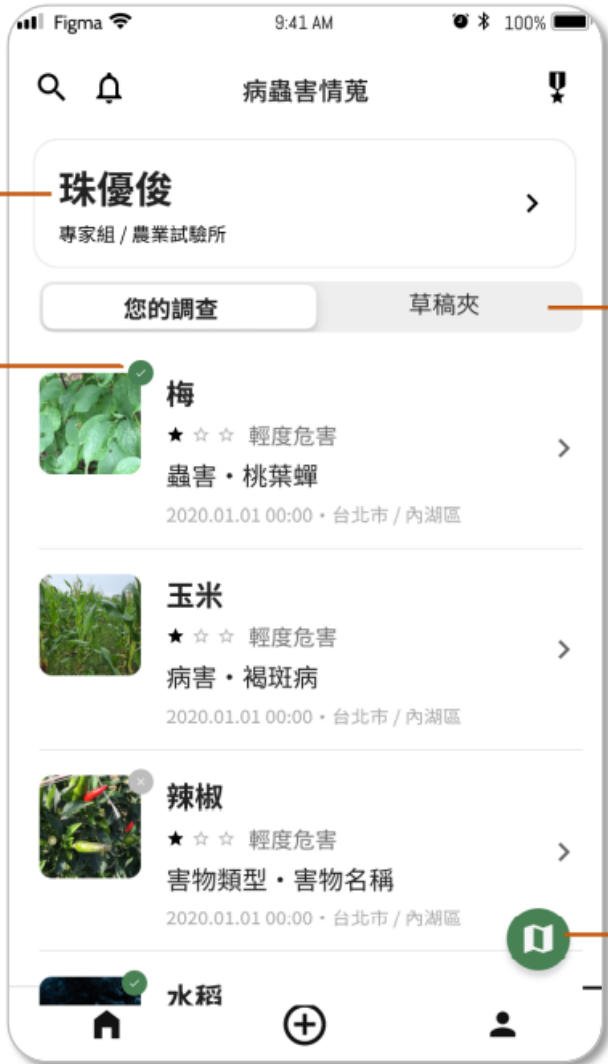 Figma 9:41 AM 100%
病蟲害情蒐
珠優俊
專家組 / 農業試驗所
您的調查 草稿夾
梅
輕度危害
蟲害・桃葉蟬
2020.01.01 00:00・台北市 / 內湖區
玉米
輕度危害
病害・褐斑病
2020.01.01 00:00・台北市 / 內湖區
辣椒
輕度危害
害物類型・害物名稱
2020.01.01 00:00・台北市 / 內湖區
水稻